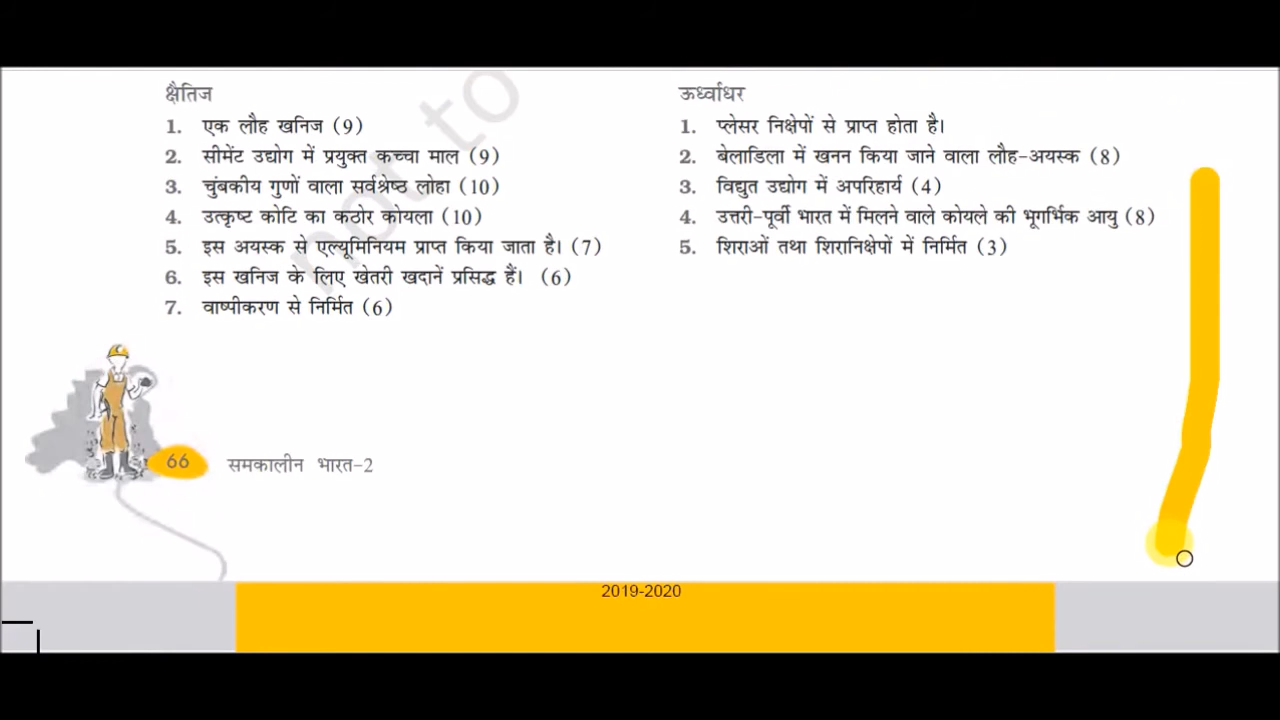 क्षैतिज
1. एक लौह खनिज (9)
2. सीमेंट उद्योग में प्रयुक्त कच्चा माल (9)
3. चुंबकीय गुणों वाला सर्वश्रेष्ठ लोहा (10)
4. उत्कृष्ट कोटि का कठोर कोयला (10)
5. इस अयस्क से एल्यूमिनियम प्राप्त किया जाता है। (7)
6. इस खनिज के लिए खेतरी खदानें प्रसिद्ध हैं। (6)
7. वाष्पीकरण से निर्मित (6)
ऊर्ध्वाधर
1. प्लेसर निक्षेपों से प्राप्त होता है।
2. बेलाडिला में खनन किया जाने वाला लौह-अयस्क (8)
3. विद्युत उद्योग में अपरिहार्य (4)
4. उत्तरी-पूर्वी भारत में मिलने वाले कोयले की भूगर्भिक आयु (8)
5. शिराओं तथा शिरानिक्षेपों में निर्मित (3)
not to
66 समकालीन भारत-2
2019-2020